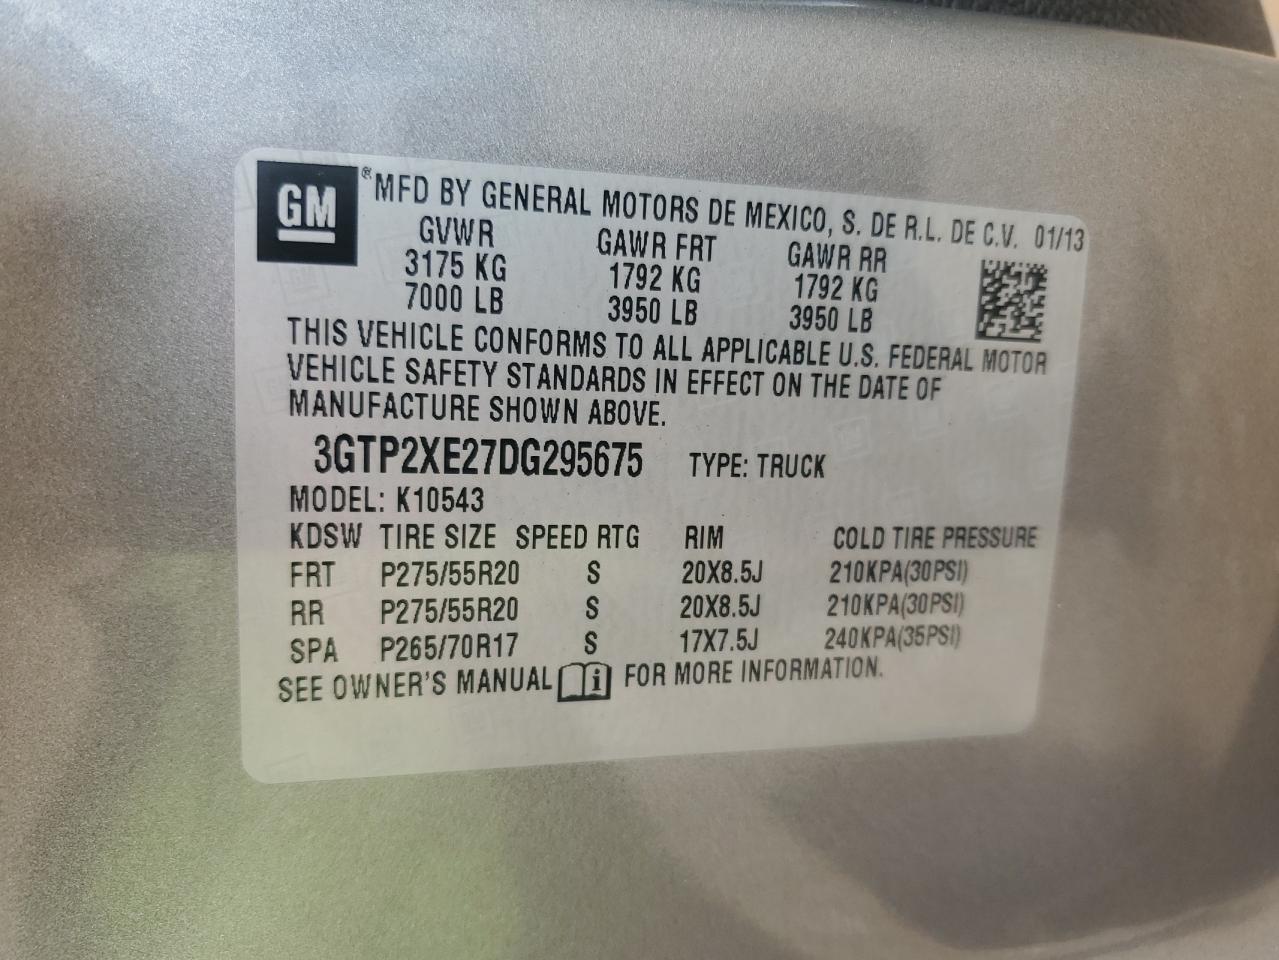 GM
® MFD BY GENERAL MOTORS DE MEXICO, S. DE R.L. DE C.V. 01/13
GVWR GAWR FRT GAWR RR
3175 KG 1792 KG 1792 KG
7000 LB 3950 LB 3950 LB
THIS VEHICLE CONFORMS TO ALL APPLICABLE U.S. FEDERAL MOTOR
VEHICLE SAFETY STANDARDS IN EFFECT ON THE DATE OF
MANUFACTURE SHOWN ABOVE.
3GTP2XE27DG295675 TYPE: TRUCK
MODEL: K10543
KDSW TIRE SIZE SPEED RTG RIM COLD TIRE PRESSURE
FRT P275/55R20 S 20X8.5J 210KPA(30PSI)
RR P275/55R20 S 20X8.5J 210KPA(30PSI)
SPA P265/70R17 S 17X7.5J 240KPA(35PSI)
SEE OWNER'S MANUAL i FOR MORE INFORMATION.